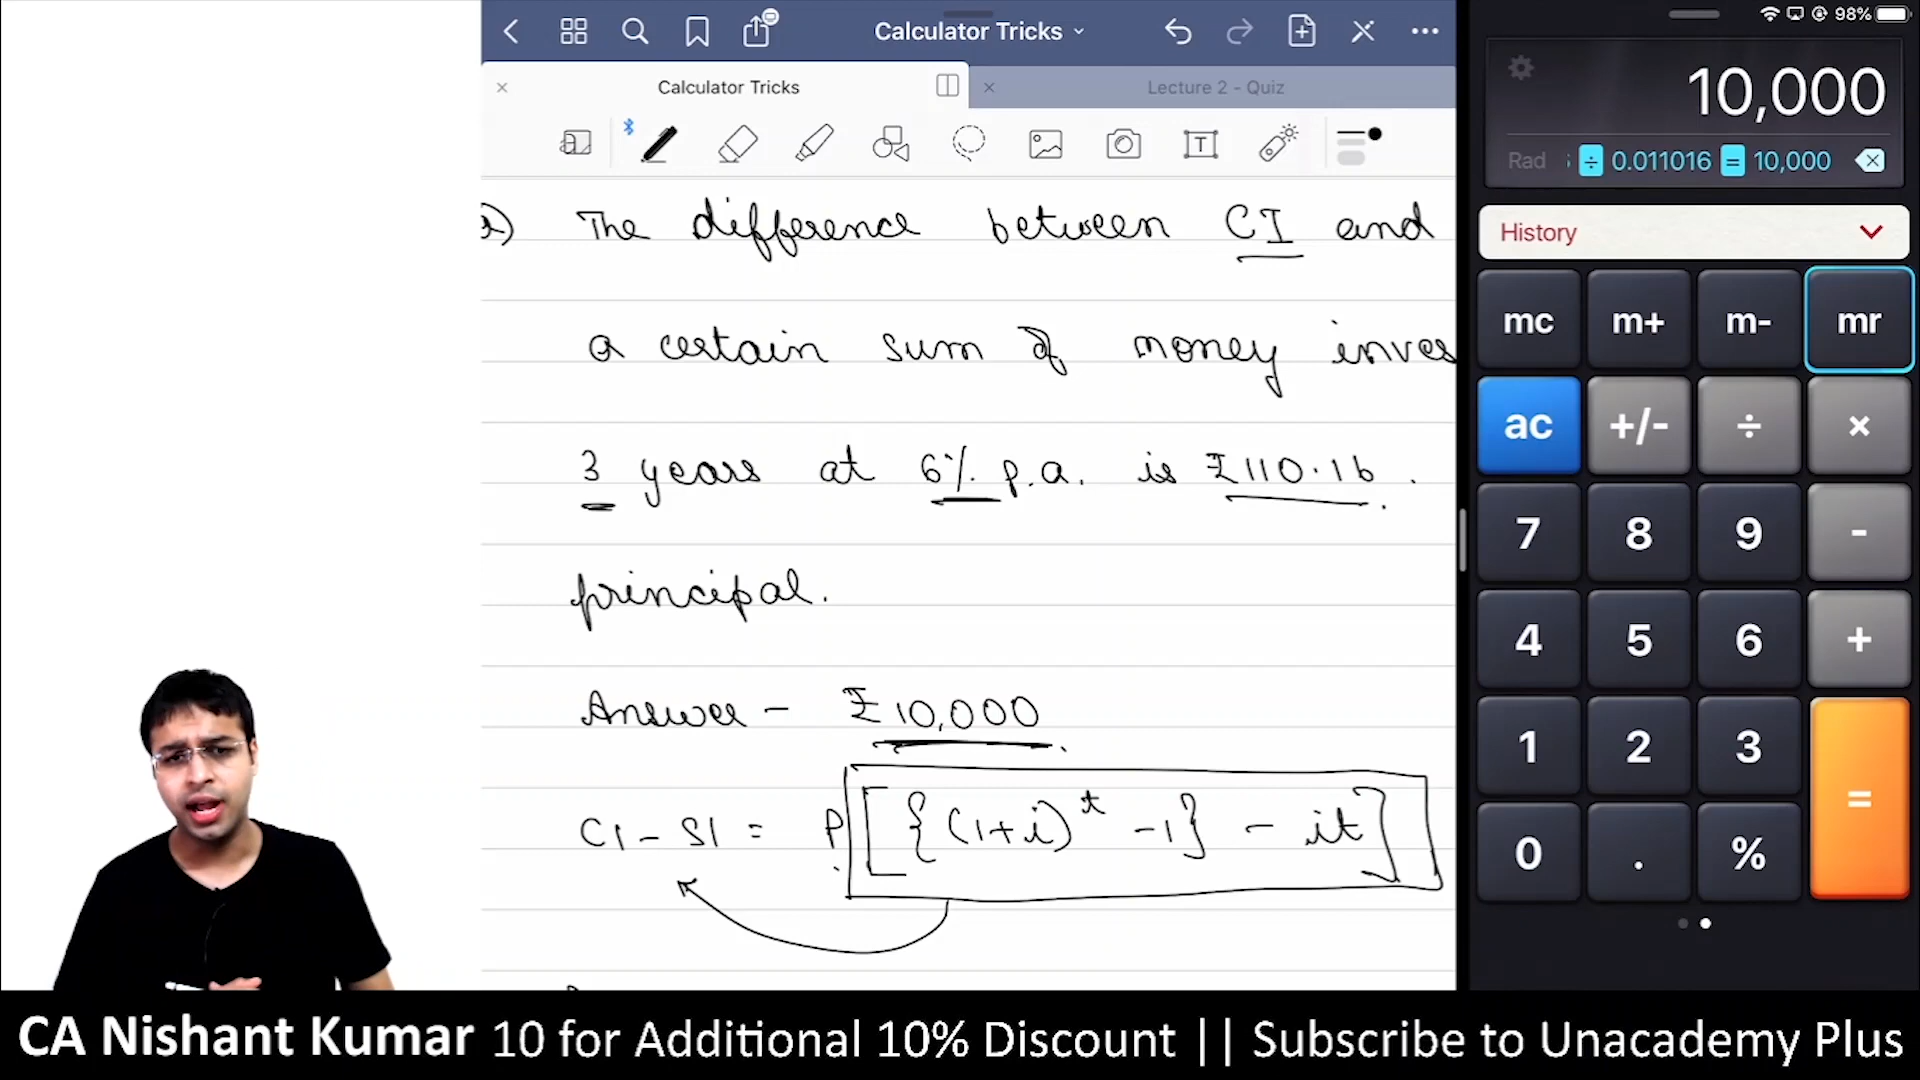 98%
Calculator Tricks
Calculator Tricks
Lecture 2 - Quiz
T
The difference between CI and
a certain sum of money inves
3 years at 6% p.a. is ₹110.16.
principal.
Answer - ₹10,000.
CI - SI = P[{(1+i)^t -1} - it]
10,000
Rad ÷ 0.011016 = 10,000
History
mc m+ m- mr
ac +/- ÷ ×
7 8 9 -
4 5 6 +
1 2 3 =
0 . %
CA Nishant Kumar 10 for Additional 10% Discount || Subscribe to Unacademy Plus